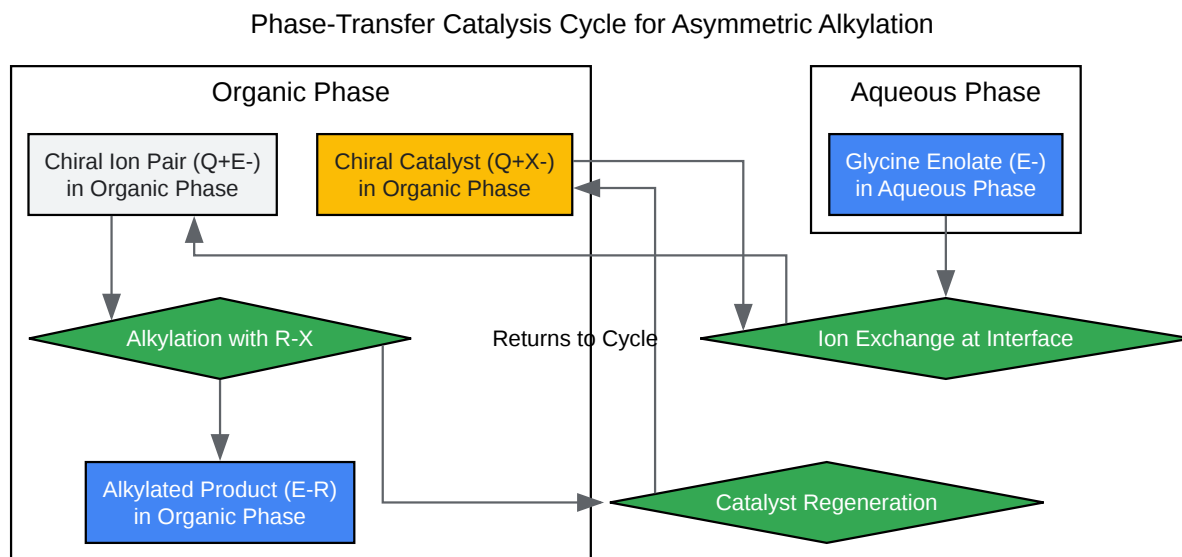 Phase-Transfer Catalysis Cycle for Asymmetric Alkylation
Organic Phase
Aqueous Phase
Chiral Ion Pair (Q+E-)
in Organic Phase
Chiral Catalyst (Q+X-)
in Organic Phase
Glycine Enolate (E-)
in Aqueous Phase
Alkylation with R-X
Returns to Cycle
Ion Exchange at Interface
Alkylated Product (E-R)
in Organic Phase
Catalyst Regeneration